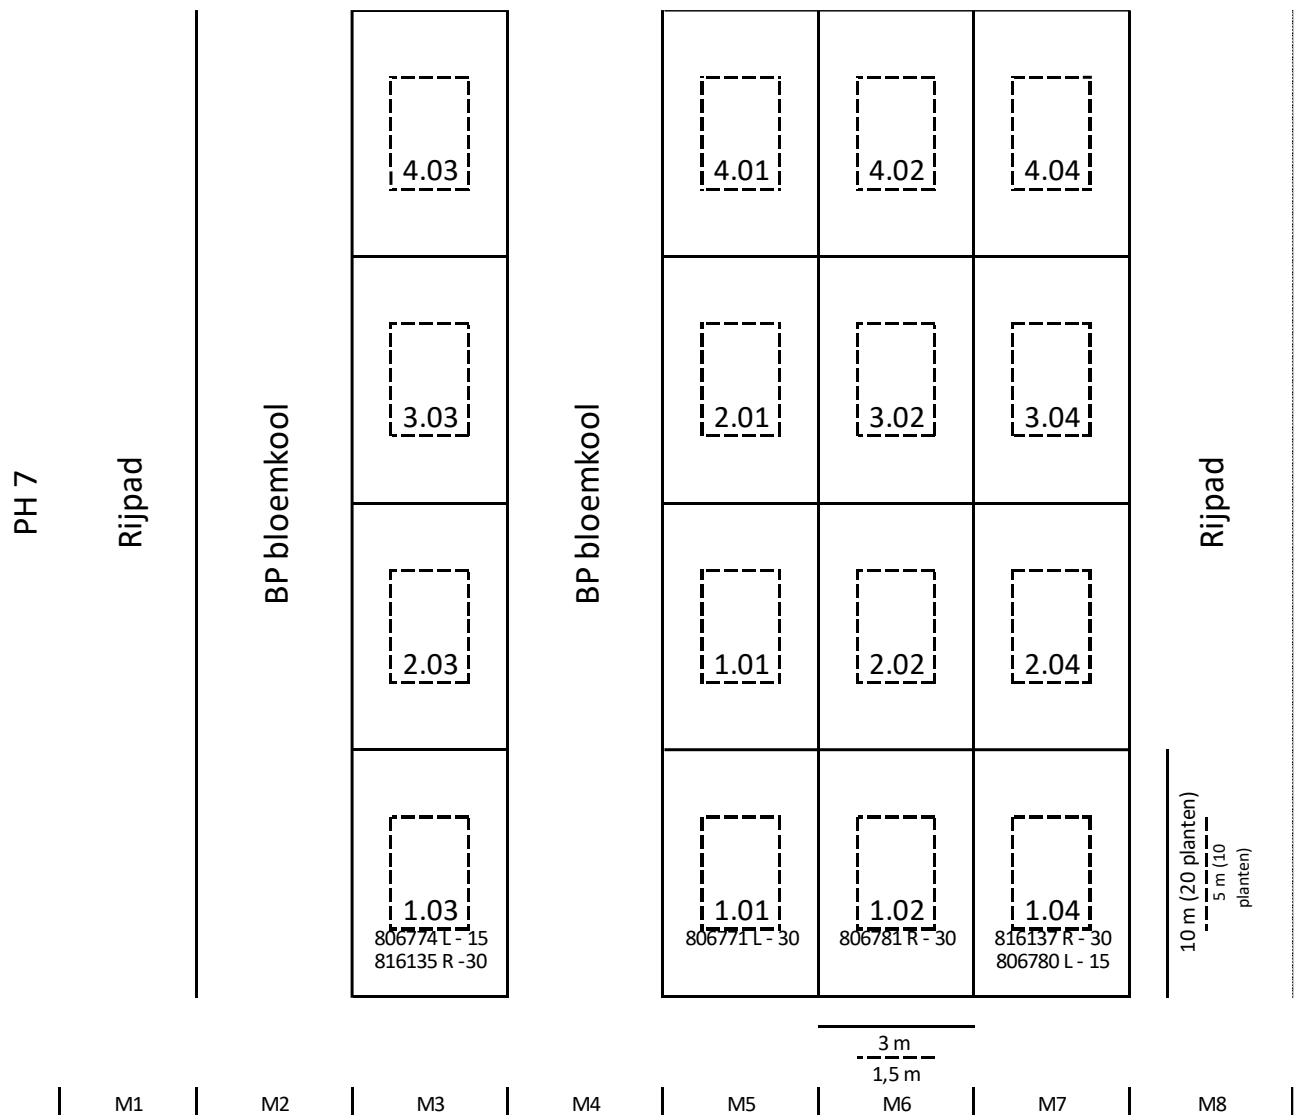 4.03
4.01
4.02
4.04
3.03
2.01
3.02
3.04
PH 7
Rijpad
BP bloemkool
BP bloemkool
Rijpad
2.03
1.01
2.02
2.04
1.03
1.01
1.02
1.04
806774 L - 15
816135 R -30
806771 L - 30
806781 R - 30
816137 R - 30
806780 L - 15
10 m (20 planten)
5 m (10
planten)
3 m
1,5 m
M1
M2
M3
M4
M5
M6
M7
M8